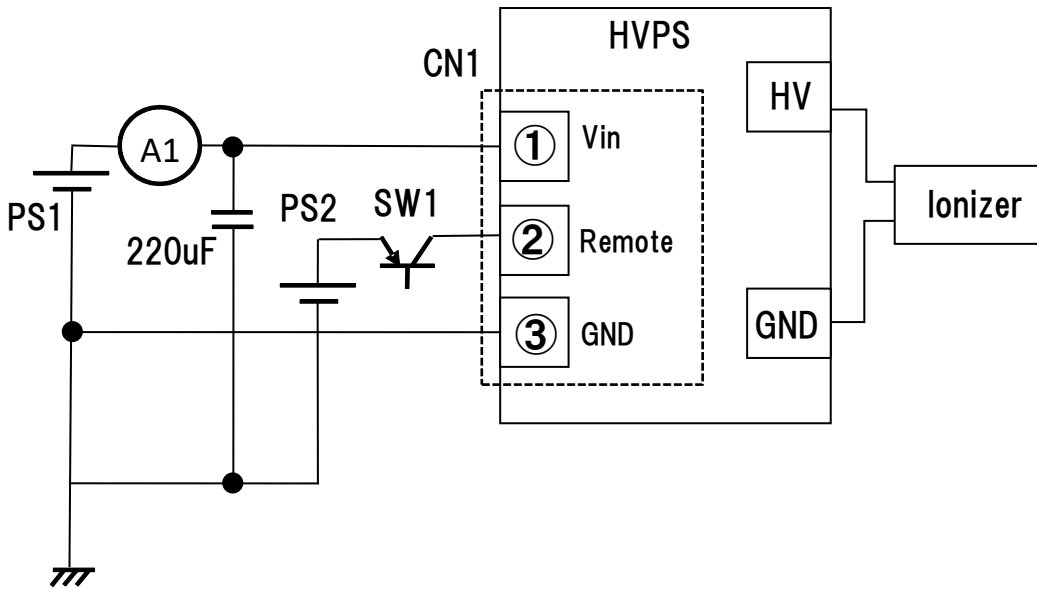 HVPS
CN1
HV
A1
① Vin
PS1
PS2
SW1
Ionizer
220uF
② Remote
③ GND
GND